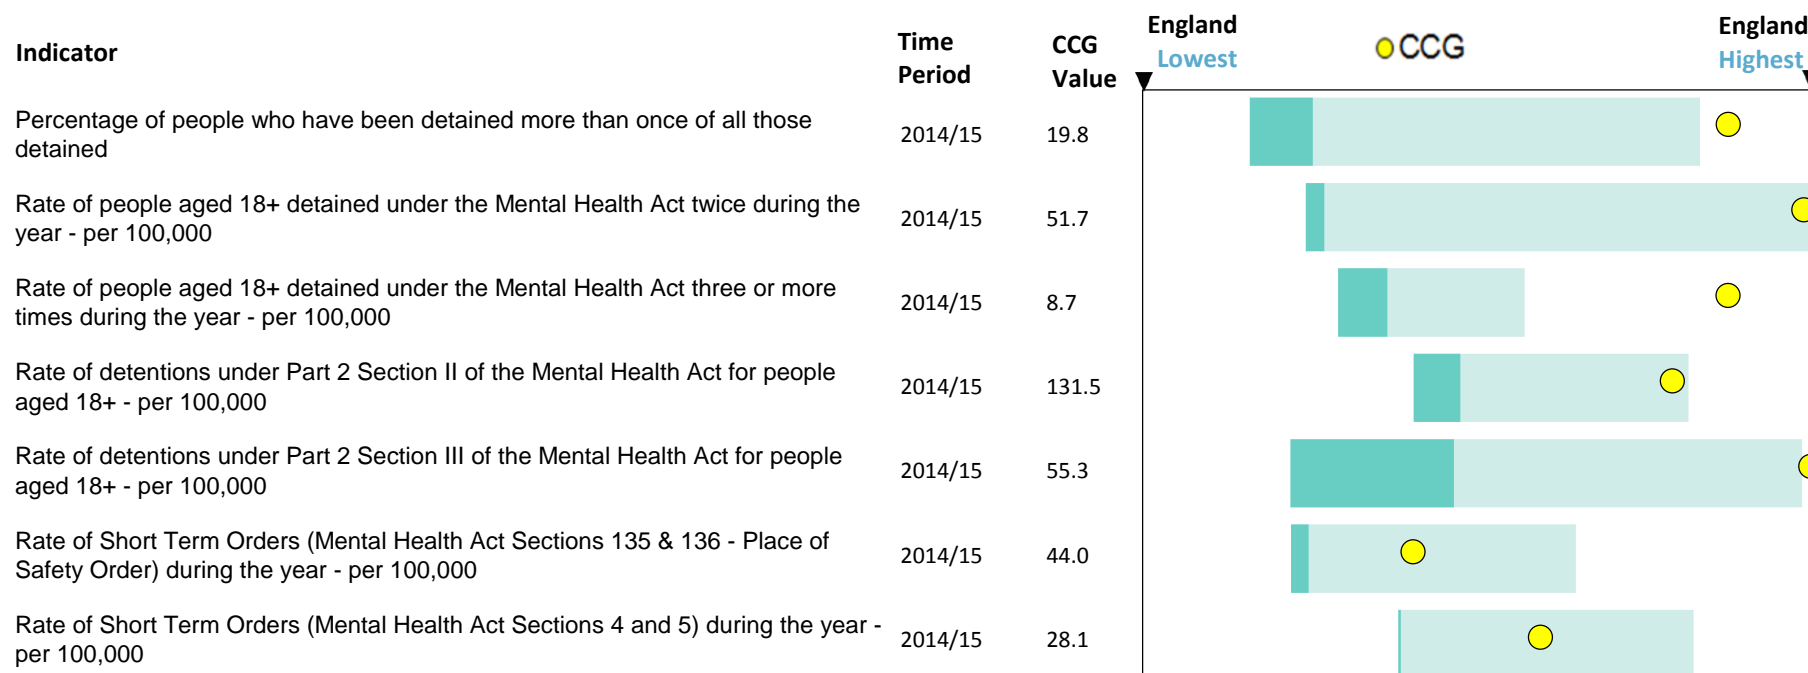 Indicator
Time
Period
CCG
Value
England
Lowest
CCG
England
Highest
Percentage of people who have been detained more than once of all those
detained
2014/15
19.8
Rate of people aged 18+ detained under the Mental Health Act twice during the
year - per 100,000
2014/15
51.7
Rate of people aged 18+ detained under the Mental Health Act three or more
times during the year - per 100,000
2014/15
8.7
Rate of detentions under Part 2 Section II of the Mental Health Act for people
aged 18+ - per 100,000
2014/15
131.5
Rate of detentions under Part 2 Section III of the Mental Health Act for people
aged 18+ - per 100,000
2014/15
55.3
Rate of Short Term Orders (Mental Health Act Sections 135 & 136 - Place of
Safety Order) during the year - per 100,000
2014/15
44.0
Rate of Short Term Orders (Mental Health Act Sections 4 and 5) during the year -
per 100,000
2014/15
28.1